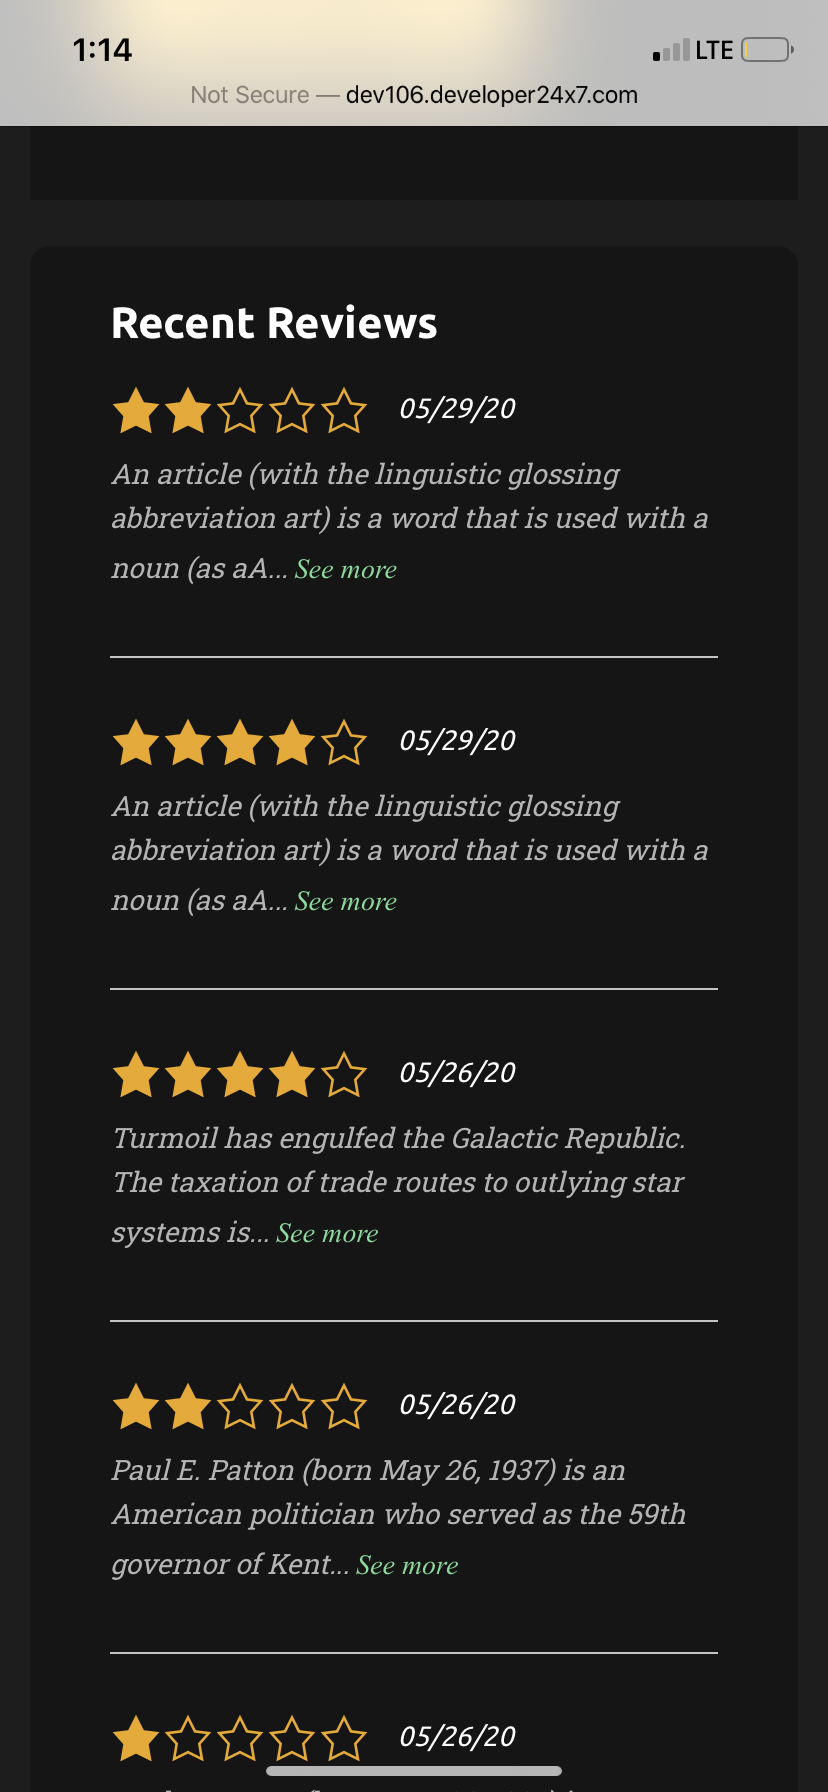 1:14
LTE
Not Secure — dev106.developer24x7.com
Recent Reviews
05/29/20
An article (with the linguistic glossing
abbreviation art) is a word that is used with a
noun (as aA... See more
05/29/20
An article (with the linguistic glossing
abbreviation art) is a word that is used with a
noun (as aA... See more
05/26/20
Turmoil has engulfed the Galactic Republic.
The taxation of trade routes to outlying star
systems is... See more
05/26/20
Paul E. Patton (born May 26, 1937) is an
American politician who served as the 59th
governor of Kent... See more
05/26/20